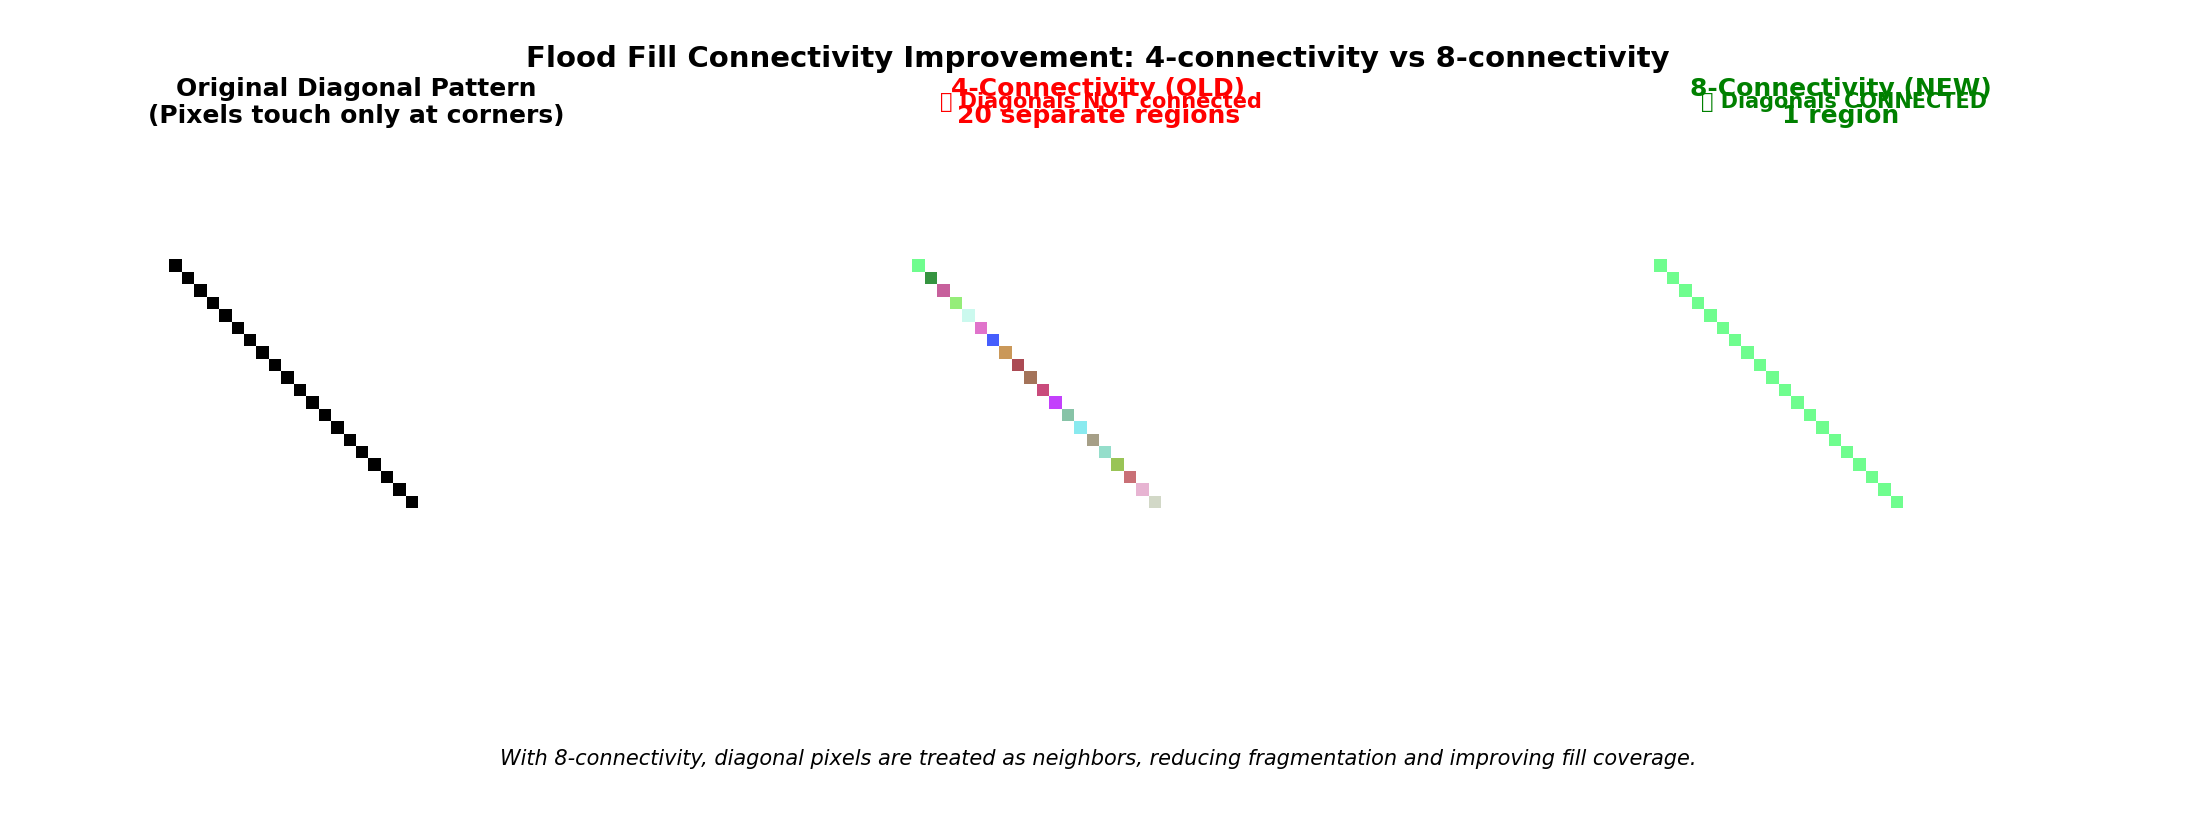 Flood Fill Connectivity Improvement: 4-connectivity vs 8-connectivity
Original Diagonal Pattern
(Pixels touch only at corners)
4-Connectivity (OLD)
Diagonals NOT connected
20 separate regions
8-Connectivity (NEW)
Diagonals CONNECTED
1 region
With 8-connectivity, diagonal pixels are treated as neighbors, reducing fragmentation and improving fill coverage.